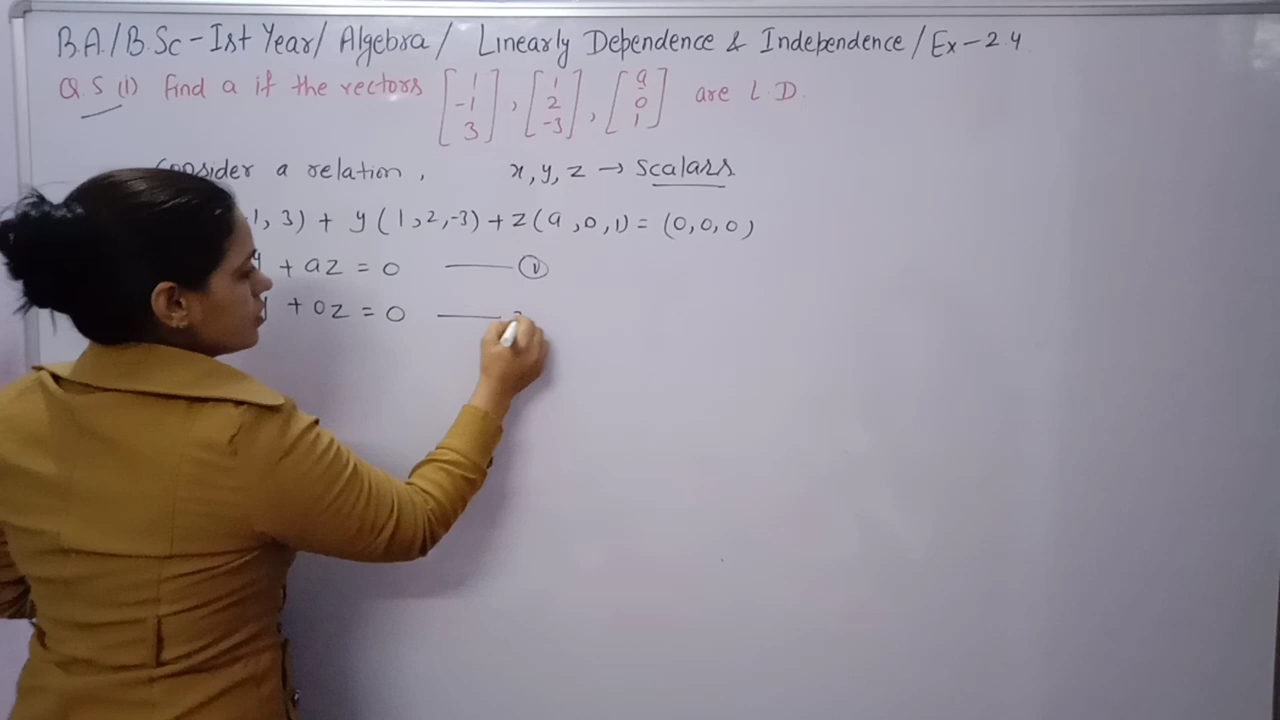 B.A./B.Sc - Ist Year / Algebra / Linearly Dependence & Independence / Ex - 2.4
Q.5 (1) Find a if the vectors [1 -1 3], [1 2 -3], [a 0 1] are L.D.
Consider a relation, x, y, z → Scalars.
1, 3) + y (1, 2, -3) + z (a, 0, 1) = (0, 0, 0)
y + az = 0 —— ①
+ 0z = 0 ——